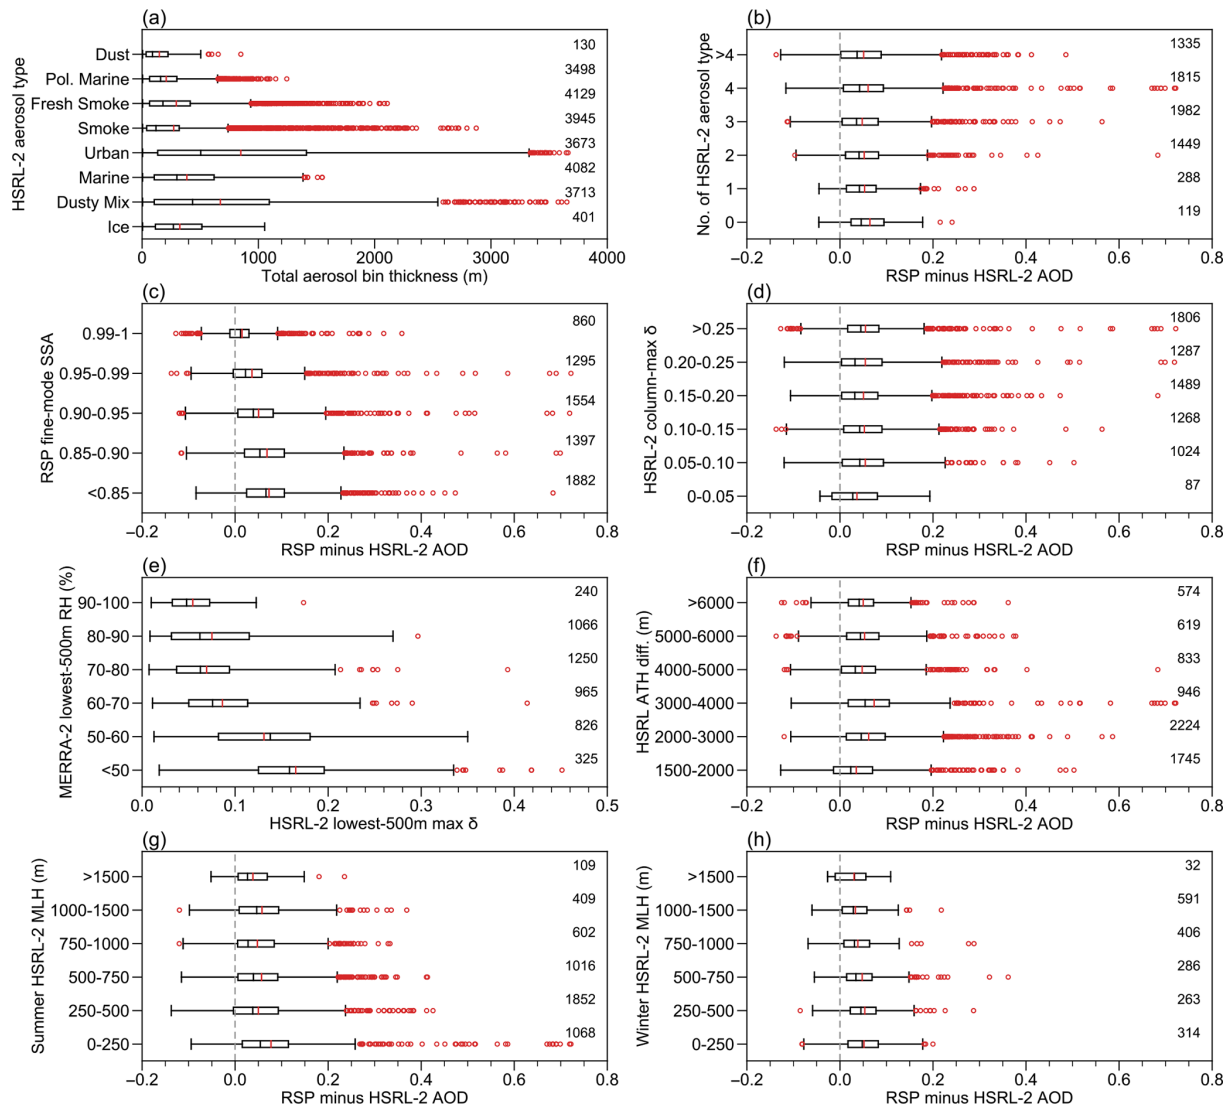 (a)
HSRL-2 aerosol type
Dust 130
Pol. Marine 3498
Fresh Smoke 4129
Smoke 3945
Urban 3673
Marine 4082
Dusty Mix 3713
Ice 401
0 1000 2000 3000 4000
Total aerosol bin thickness (m)
(b)
No. of HSRL-2 aerosol type
>4 1335
4 1815
3 1982
2 1449
1 288
0 119
−0.2 0.0 0.2 0.4 0.6 0.8
RSP minus HSRL-2 AOD
(c)
RSP fine-mode SSA
0.99-1 860
0.95-0.99 1295
0.90-0.95 1554
0.85-0.90 1397
<0.85 1882
−0.2 0.0 0.2 0.4 0.6 0.8
RSP minus HSRL-2 AOD
(d)
HSRL-2 column-max δ
>0.25 1806
0.20-0.25 1287
0.15-0.20 1489
0.10-0.15 1268
0.05-0.10 1024
0-0.05 87
−0.2 0.0 0.2 0.4 0.6 0.8
RSP minus HSRL-2 AOD
(e)
MERRA-2 lowest-500m RH (%)
90-100 240
80-90 1066
70-80 1250
60-70 965
50-60 826
<50 325
0.0 0.1 0.2 0.3 0.4 0.5
HSRL-2 lowest-500m max δ
(f)
HSRL ATH diff. (m)
>6000 574
5000-6000 619
4000-5000 833
3000-4000 946
2000-3000 2224
1500-2000 1745
−0.2 0.0 0.2 0.4 0.6 0.8
RSP minus HSRL-2 AOD
(g)
Summer HSRL-2 MLH (m)
>1500 109
1000-1500 409
750-1000 602
500-750 1016
250-500 1852
0-250 1068
−0.2 0.0 0.2 0.4 0.6 0.8
RSP minus HSRL-2 AOD
(h)
Winter HSRL-2 MLH (m)
>1500 32
1000-1500 591
750-1000 406
500-750 286
250-500 263
0-250 314
−0.2 0.0 0.2 0.4 0.6 0.8
RSP minus HSRL-2 AOD